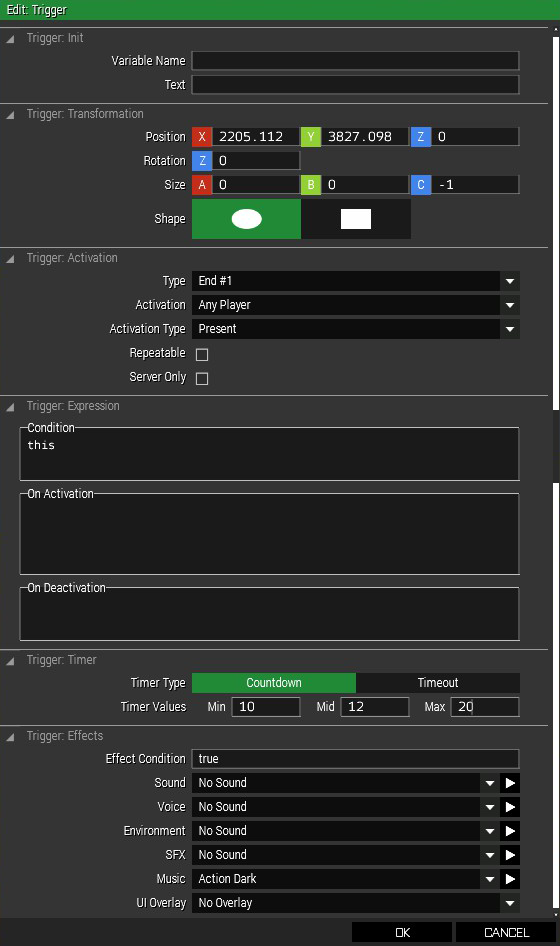 Edit: Trigger
Trigger: Init
Variable Name
Text
Trigger: Transformation
Position X 2205.112 Y 3827.098 Z 0
Rotation Z 0
Size A 0 B 0 C -1
Shape
Trigger: Activation
Type End #1
Activation Any Player
Activation Type Present
Repeatable
Server Only
Trigger: Expression
Condition
this
On Activation
On Deactivation
Trigger: Timer
Timer Type Countdown Timeout
Timer Values Min 10 Mid 12 Max 20
Trigger: Effects
Effect Condition true
Sound No Sound
Voice No Sound
Environment No Sound
SFX No Sound
Music Action Dark
UI Overlay No Overlay
OK CANCEL